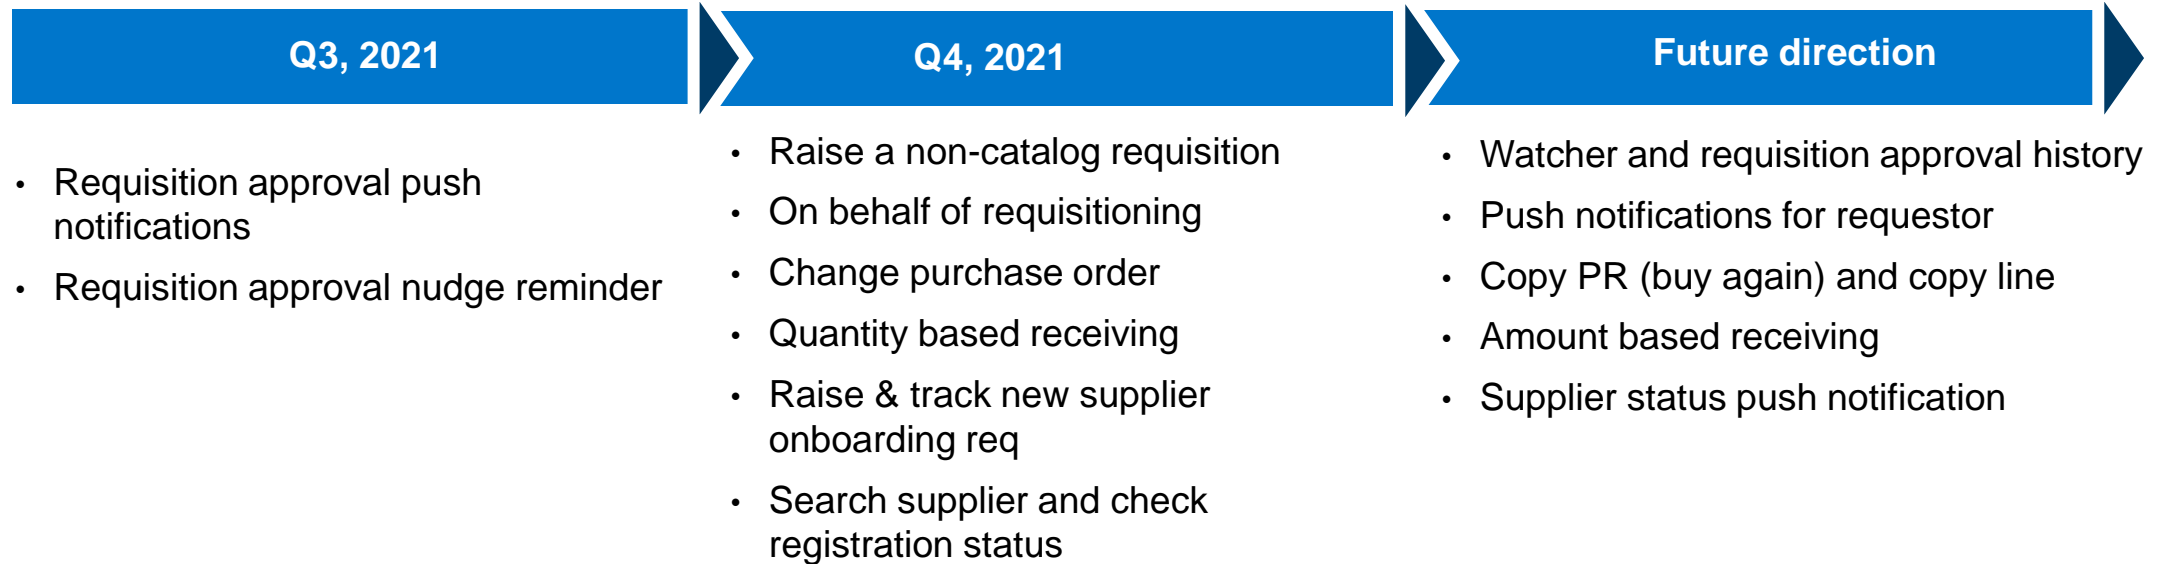 Q3, 2021
• Requisition approval push
notifications
• Requisition approval nudge reminder
Q4, 2021
• Raise a non-catalog requisition
• On behalf of requisitioning
• Change purchase order
• Quantity based receiving
• Raise & track new supplier
onboarding req
• Search supplier and check
registration status
Future direction
• Watcher and requisition approval history
• Push notifications for requestor
• Copy PR (buy again) and copy line
• Amount based receiving
• Supplier status push notification